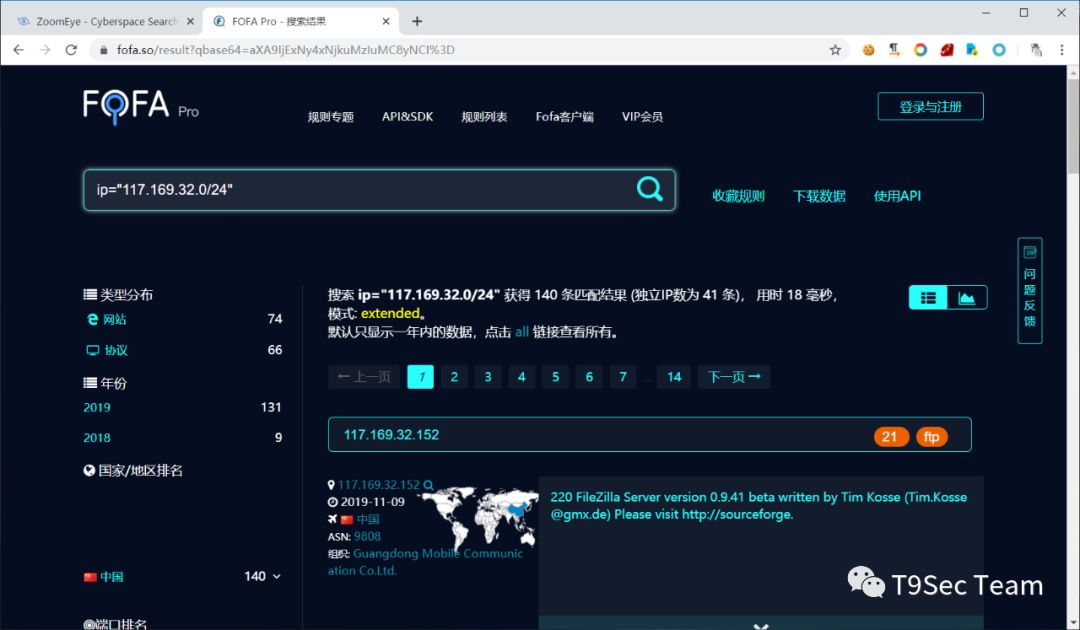 ZoomEye - Cyberspace Search
FOFA Pro - 搜索结果
fofa.so/result?qbase64=aXA9IjExNy4xNjkuMzIuMC8yNCI%3D
FOFA Pro
规则专题 API&SDK 规则列表 Fofa客户端 VIP会员
登录与注册
ip="117.169.32.0/24"
收藏规则 下载数据 使用API
问题反馈
类型分布
网站 74
协议 66
年份
2019 131
2018 9
国家/地区排名
中国 140
端口排名
搜索 ip="117.169.32.0/24" 获得 140 条匹配结果 (独立IP数为 41 条)， 用时 18 毫秒，
模式: extended。
默认只显示一年内的数据，点击 all 链接查看所有。
←上一页 1 2 3 4 5 6 7 ... 14 下一页→
117.169.32.152 21 ftp
117.169.32.152
2019-11-09
中国
ASN: 9808
组织: Guangdong Mobile Communic
ation Co.Ltd.
220 FileZilla Server version 0.9.41 beta written by Tim Kosse (Tim.Kosse
@gmx.de) Please visit http://sourceforge.
T9Sec Team